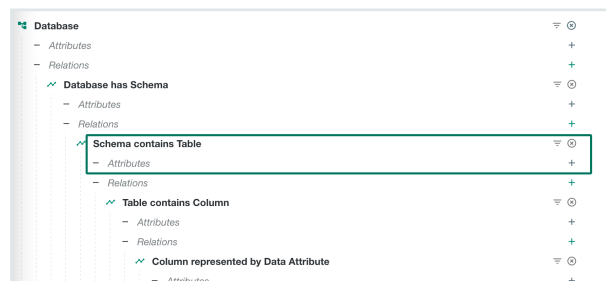 Database
Attributes
Relations
Database has Schema
Attributes
Relations
Schema contains Table
Attributes
Relations
Table contains Column
Attributes
Relations
Column represented by Data Attribute
Attributes